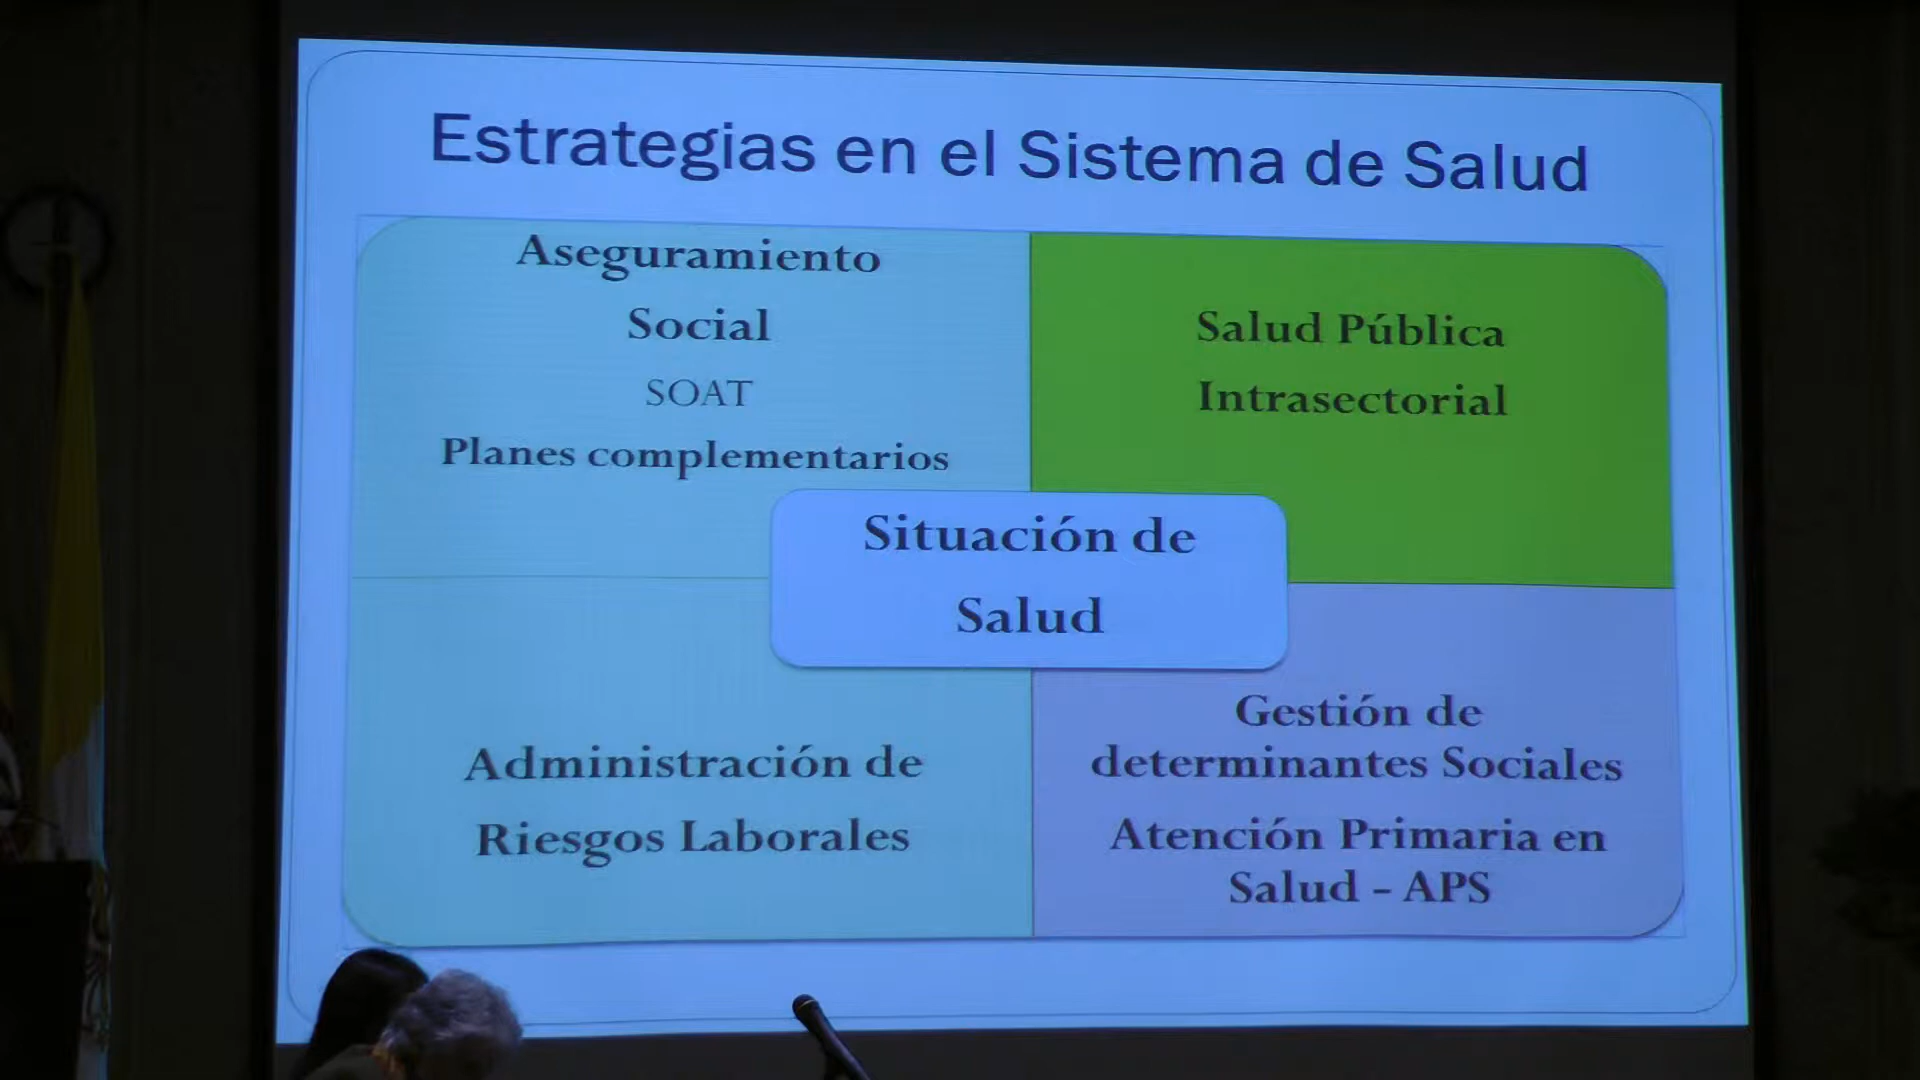 Estrategias en el Sistema de Salud
Aseguramiento
Social
SOAT
Planes complementarios
Salud Pública
Intrasectorial
Situación de
Salud
Administración de
Riesgos Laborales
Gestión de
determinantes Sociales
Atención Primaria en
Salud - APS